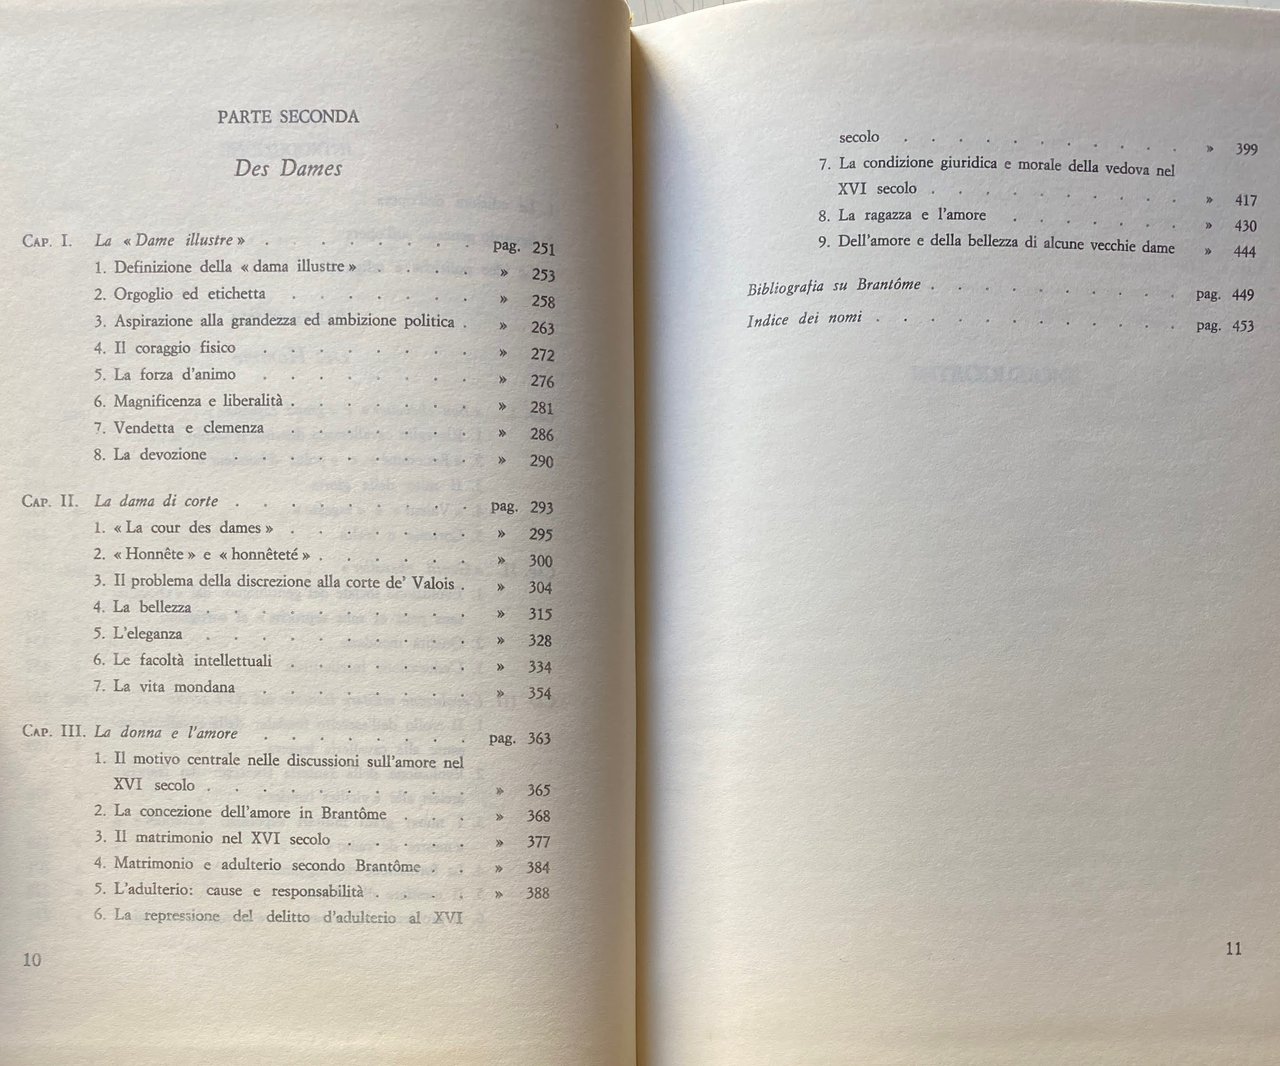 PARTE SECONDA
Des Dames
CAP. I. La « Dame illustre » . . . . . . . . pag. 251
1. Definizione della « dama illustre » . . . . » 253
2. Orgoglio ed etichetta . . . . . . . » 258
3. Aspirazione alla grandezza ed ambizione politica . » 263
4. Il coraggio fisico . . . . . . . . » 272
5. La forza d'animo . . . . . . . . » 276
6. Magnificenza e liberalità . . . . . . . » 281
7. Vendetta e clemenza . . . . . . . » 286
8. La devozione . . . . . . . . . » 290
CAP. II. La dama di corte . . . . . . . . . pag. 293
1. « La cour des dames » . . . . . . . » 295
2. « Honnête » e « honnêteté » . . . . . . » 300
3. Il problema della discrezione alla corte de' Valois . » 304
4. La bellezza . . . . . . . . . . » 315
5. L'eleganza . . . . . . . . . . » 328
6. Le facoltà intellettuali . . . . . . . » 334
7. La vita mondana . . . . . . . . » 354
CAP. III. La donna e l'amore . . . . . . . . pag. 363
1. Il motivo centrale nelle discussioni sull'amore nel
XVI secolo . . . . . . . . . . » 365
2. La concezione dell'amore in Brantôme . . . » 368
3. Il matrimonio nel XVI secolo . . . . . » 377
4. Matrimonio e adulterio secondo Brantôme . . » 384
5. L'adulterio: cause e responsabilità . . . . » 388
6. La repressione del delitto d'adulterio al XVI
10
secolo . . . . . . . . . . . » 399
7. La condizione giuridica e morale della vedova nel
XVI secolo . . . . . . . . . . » 417
8. La ragazza e l'amore . . . . . . . » 430
9. Dell'amore e della bellezza di alcune vecchie dame » 444
Bibliografia su Brantôme . . . . . . . . . . pag. 449
Indice dei nomi . . . . . . . . . . . . pag. 453
11